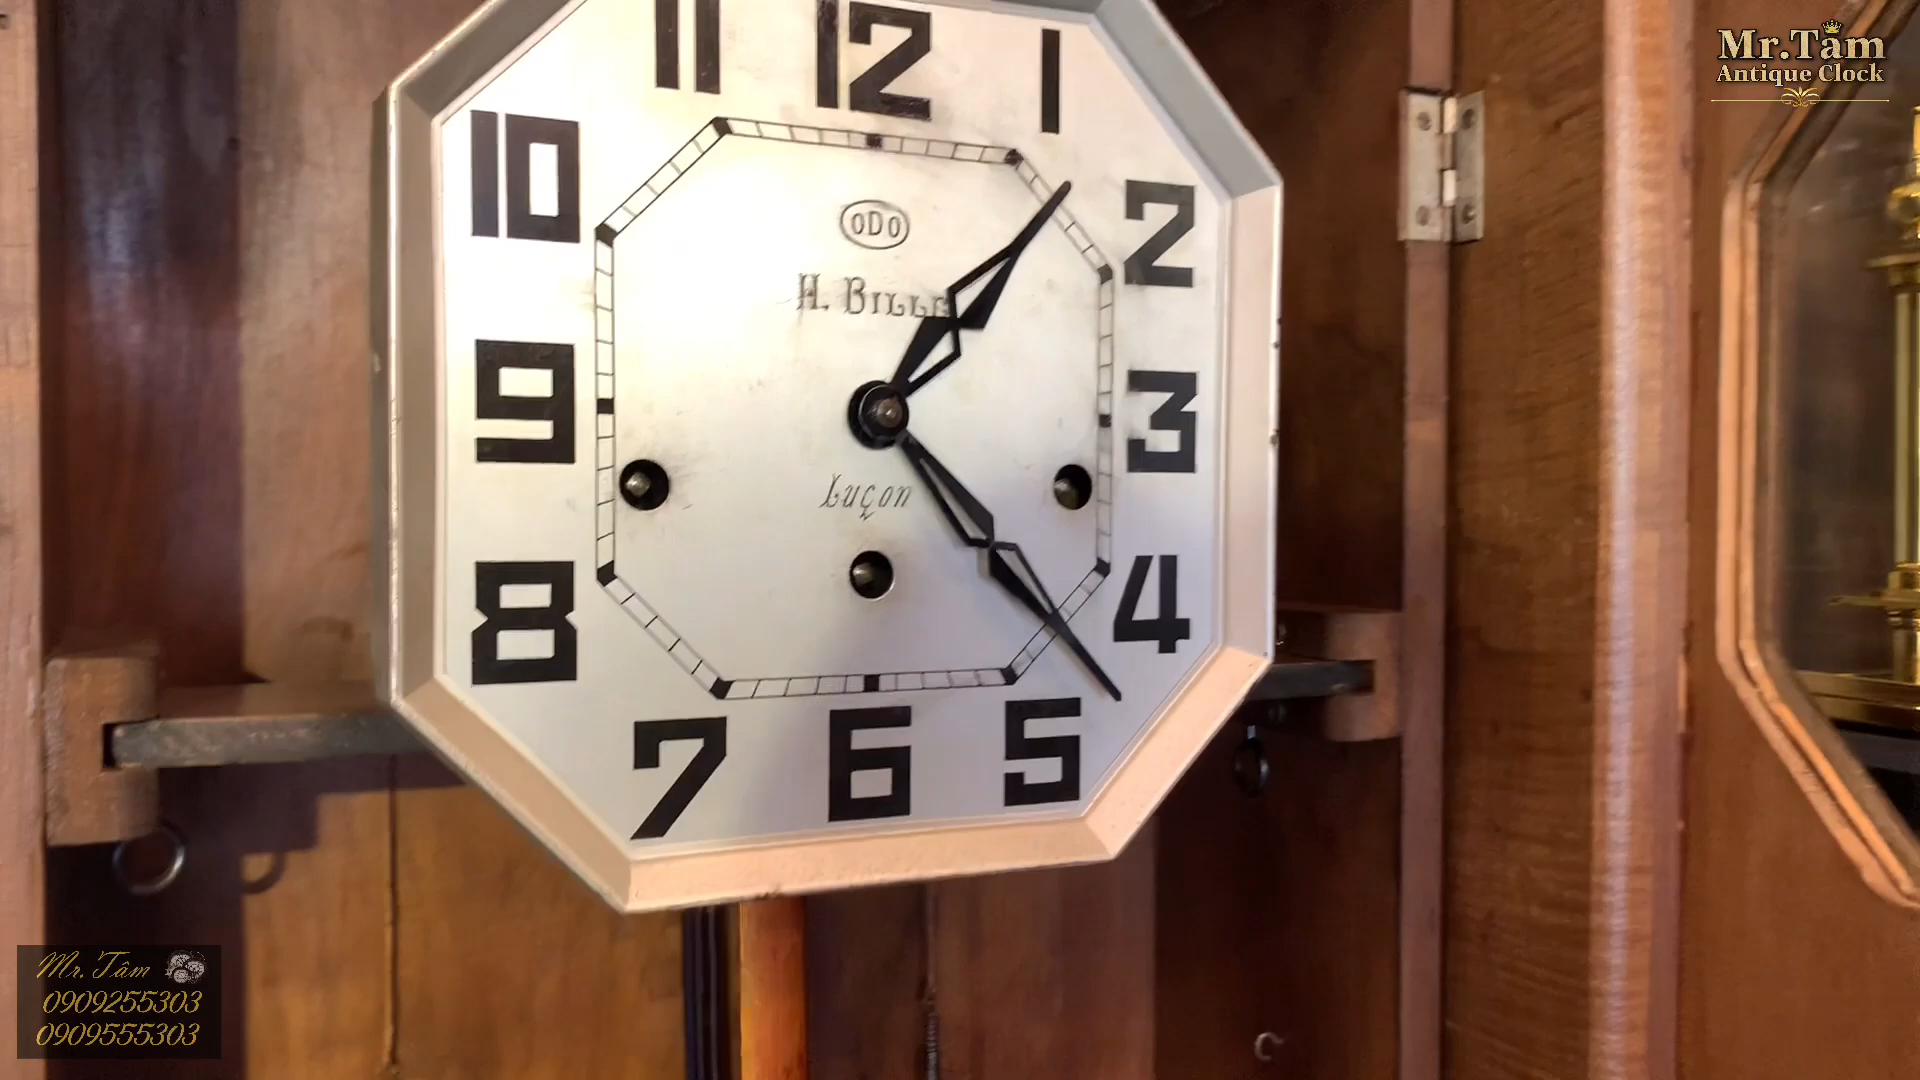 Mr.Tâm
Antique Clock
11 12 1
10 2
ODO
H. BILLE
9 3
Luçon
8 4
7 6 5
Mr. Tâm
0909255303
0909555303